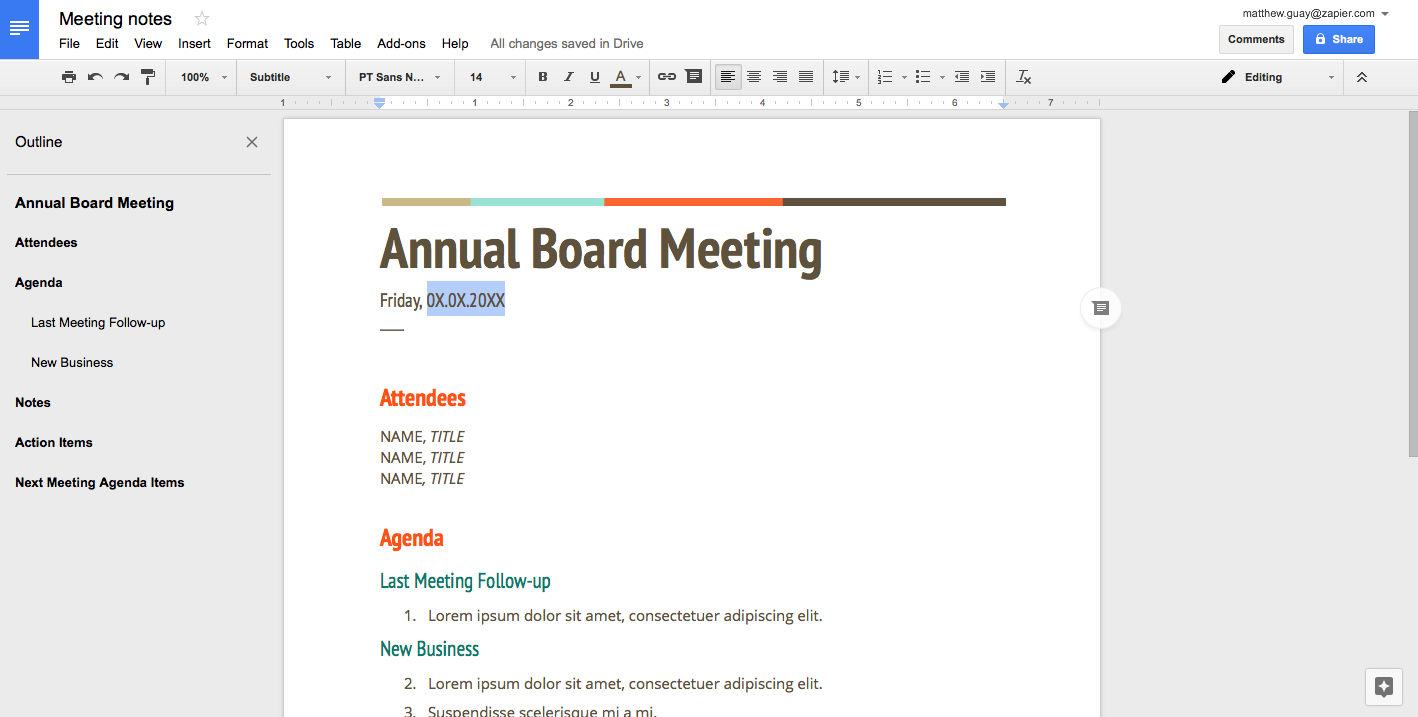 Meeting notes
matthew.guay@zapier.com
File Edit View Insert Format Tools Table Add-ons Help All changes saved in Drive
Comments Share
100% Subtitle PT Sans N... 14 B I U A Editing
1 1 2 3 4 5 6 7
Outline
Annual Board Meeting
Attendees
Agenda
Last Meeting Follow-up
New Business
Notes
Action Items
Next Meeting Agenda Items
Annual Board Meeting
Friday, 0X.0X.20XX
Attendees
NAME, TITLE
NAME, TITLE
NAME, TITLE
Agenda
Last Meeting Follow-up
1. Lorem ipsum dolor sit amet, consectetuer adipiscing elit.
New Business
2. Lorem ipsum dolor sit amet, consectetuer adipiscing elit.
3. Suspendisse scelerisque mi a mi.